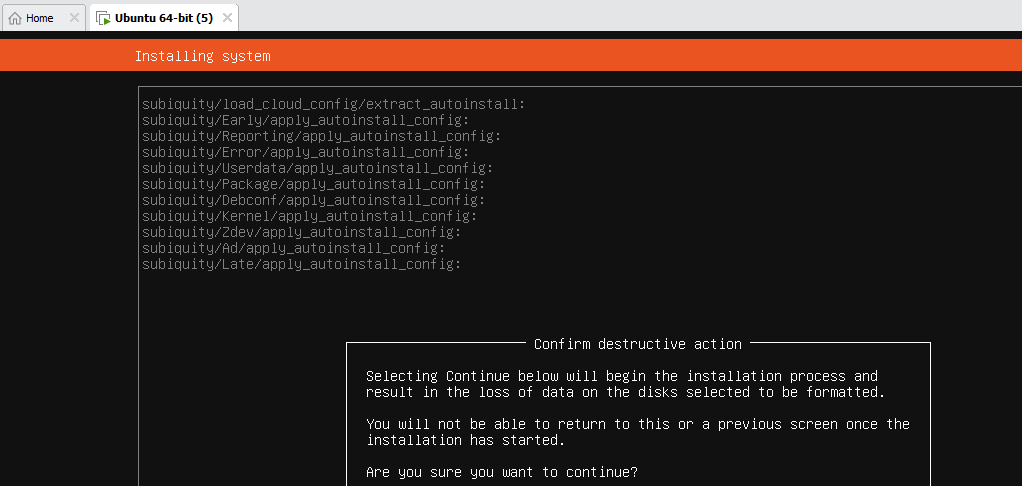 Home
Ubuntu 64-bit (5)
Installing system
subiquity/load_cloud_config/extract_autoinstall:
subiquity/Early/apply_autoinstall_config:
subiquity/Reporting/apply_autoinstall_config:
subiquity/Error/apply_autoinstall_config:
subiquity/Userdata/apply_autoinstall_config:
subiquity/Package/apply_autoinstall_config:
subiquity/Debconf/apply_autoinstall_config:
subiquity/Kernel/apply_autoinstall_config:
subiquity/Zdev/apply_autoinstall_config:
subiquity/Ad/apply_autoinstall_config:
subiquity/Late/apply_autoinstall_config:
Confirm destructive action
Selecting Continue below will begin the installation process and
result in the loss of data on the disks selected to be formatted.
You will not be able to return to this or a previous screen once the
installation has started.
Are you sure you want to continue?